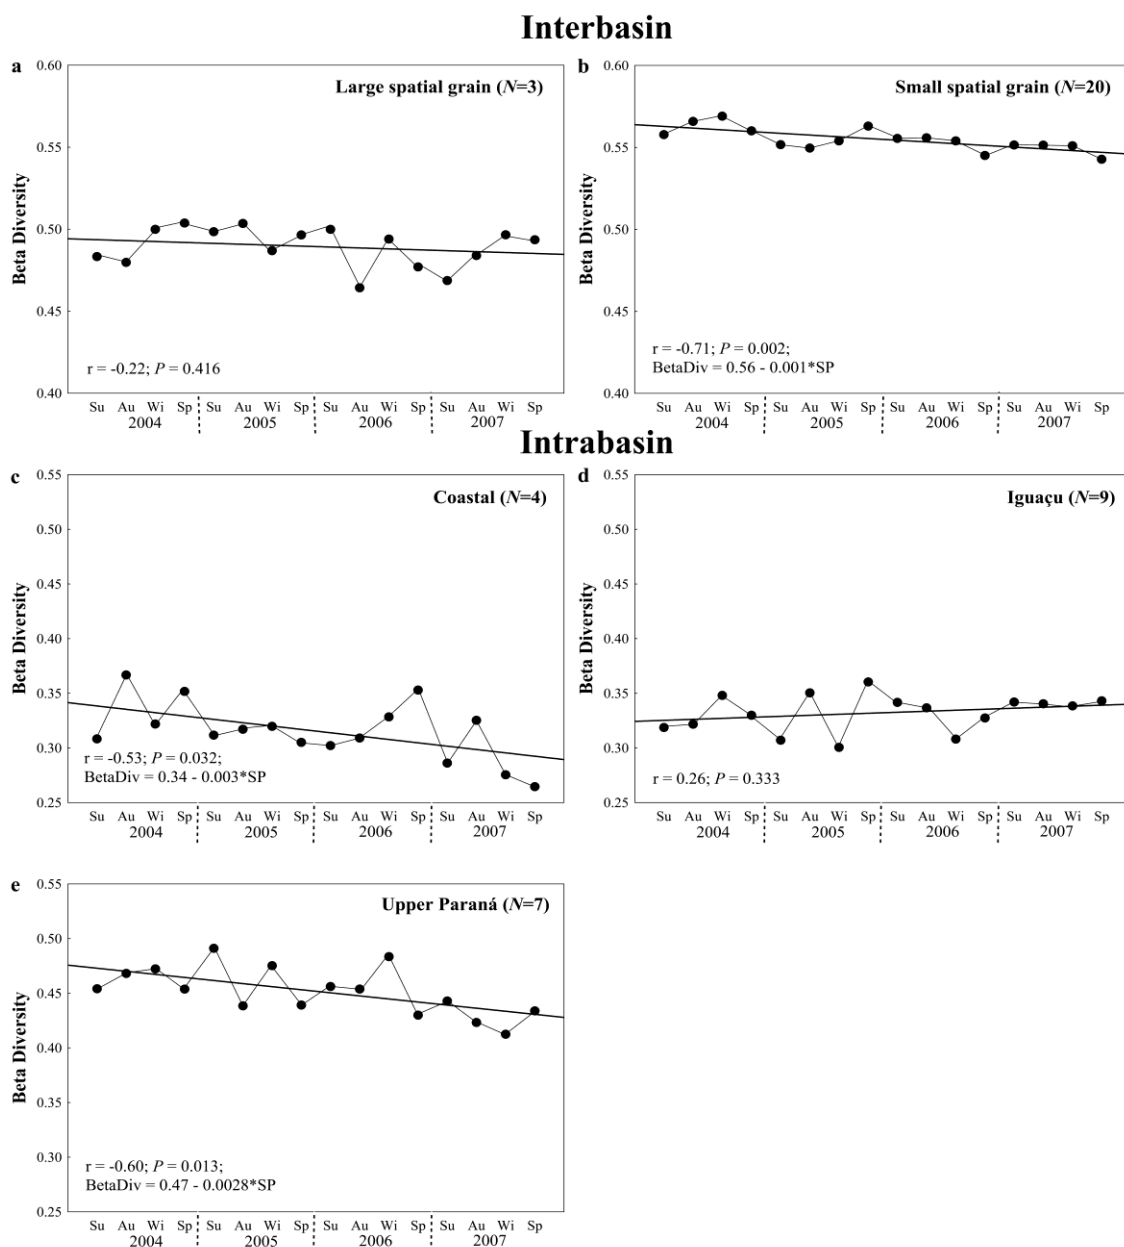 Interbasin
a
Large spatial grain (N=3)
Beta Diversity
0.60
0.55
0.50
0.45
0.40
r = -0.22; P = 0.416
Su Au Wi Sp Su Au Wi Sp Su Au Wi Sp Su Au Wi Sp
2004 2005 2006 2007
b
Small spatial grain (N=20)
Beta Diversity
0.60
0.55
0.50
0.45
0.40
r = -0.71; P = 0.002;
BetaDiv = 0.56 - 0.001*SP
Su Au Wi Sp Su Au Wi Sp Su Au Wi Sp Su Au Wi Sp
2004 2005 2006 2007
Intrabasin
c
Coastal (N=4)
Beta Diversity
0.55
0.50
0.45
0.40
0.35
0.30
0.25
r = -0.53; P = 0.032;
BetaDiv = 0.34 - 0.003*SP
Su Au Wi Sp Su Au Wi Sp Su Au Wi Sp Su Au Wi Sp
2004 2005 2006 2007
d
Iguaçu (N=9)
Beta Diversity
0.55
0.50
0.45
0.40
0.35
0.30
0.25
r = 0.26; P = 0.333
Su Au Wi Sp Su Au Wi Sp Su Au Wi Sp Su Au Wi Sp
2004 2005 2006 2007
e
Upper Paraná (N=7)
Beta Diversity
0.55
0.50
0.45
0.40
0.35
0.30
0.25
r = -0.60; P = 0.013;
BetaDiv = 0.47 - 0.0028*SP
Su Au Wi Sp Su Au Wi Sp Su Au Wi Sp Su Au Wi Sp
2004 2005 2006 2007